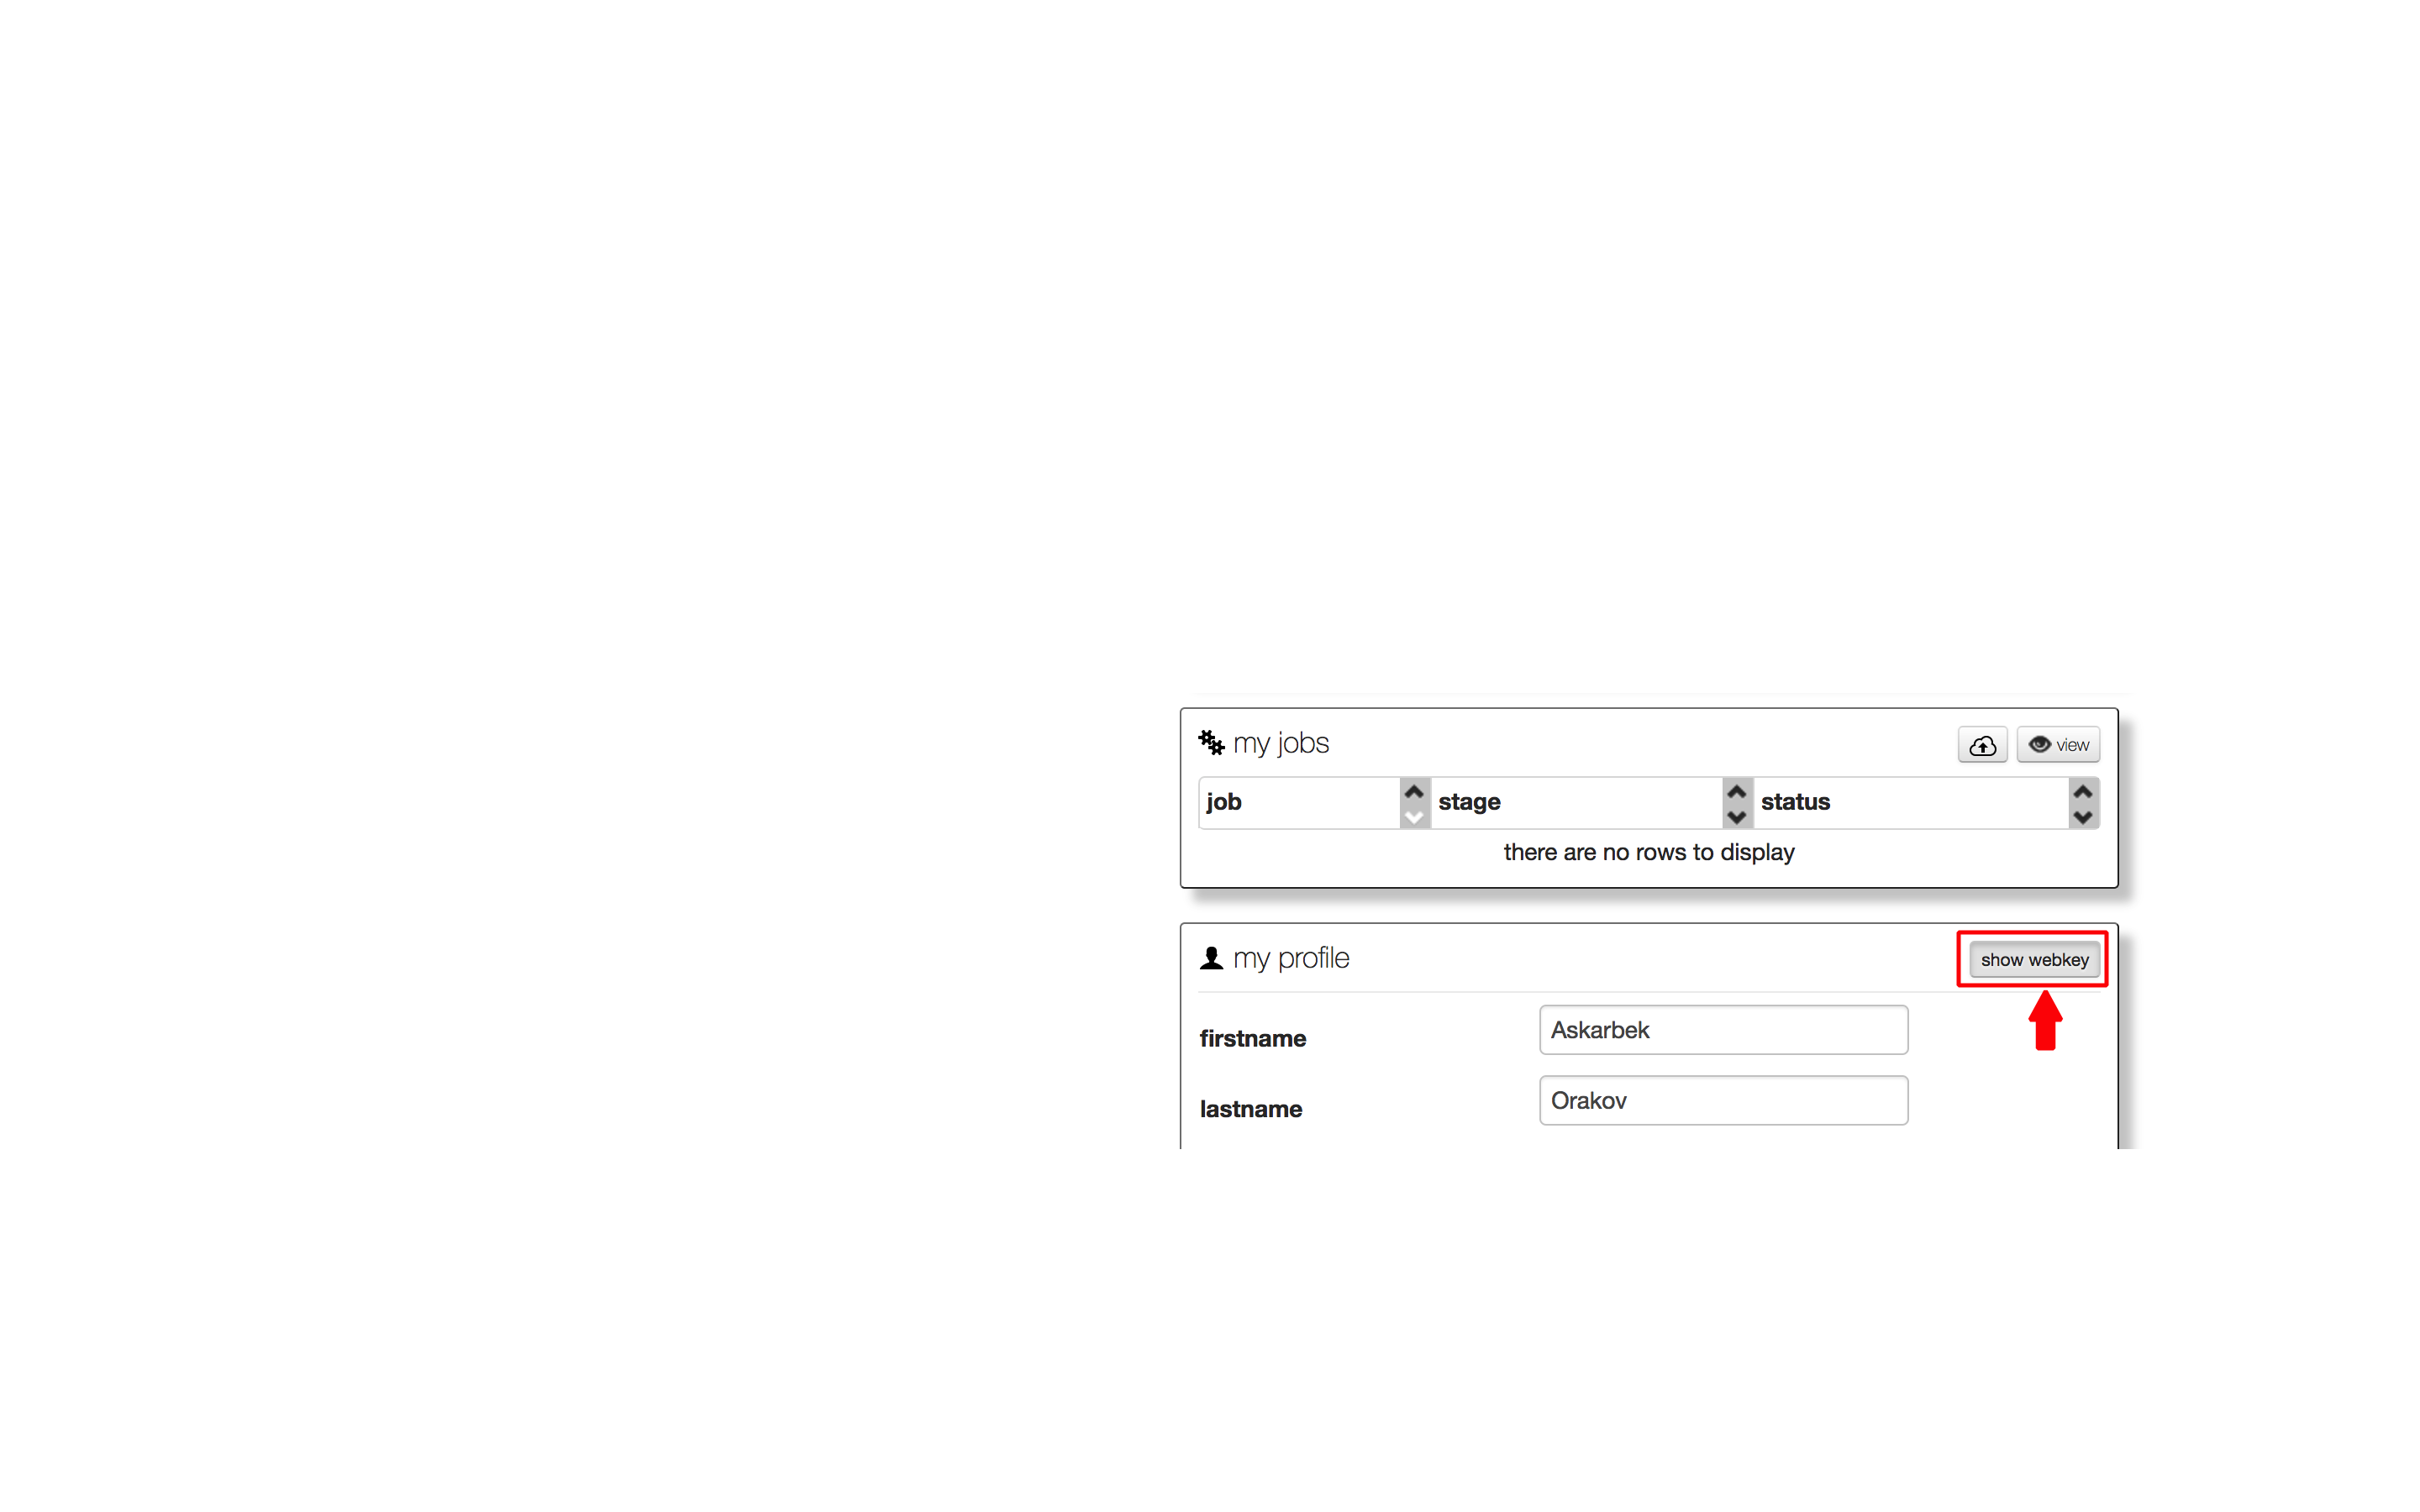 my jobs view
job stage status
there are no rows to display
my profile show webkey
firstname Askarbek
lastname Orakov